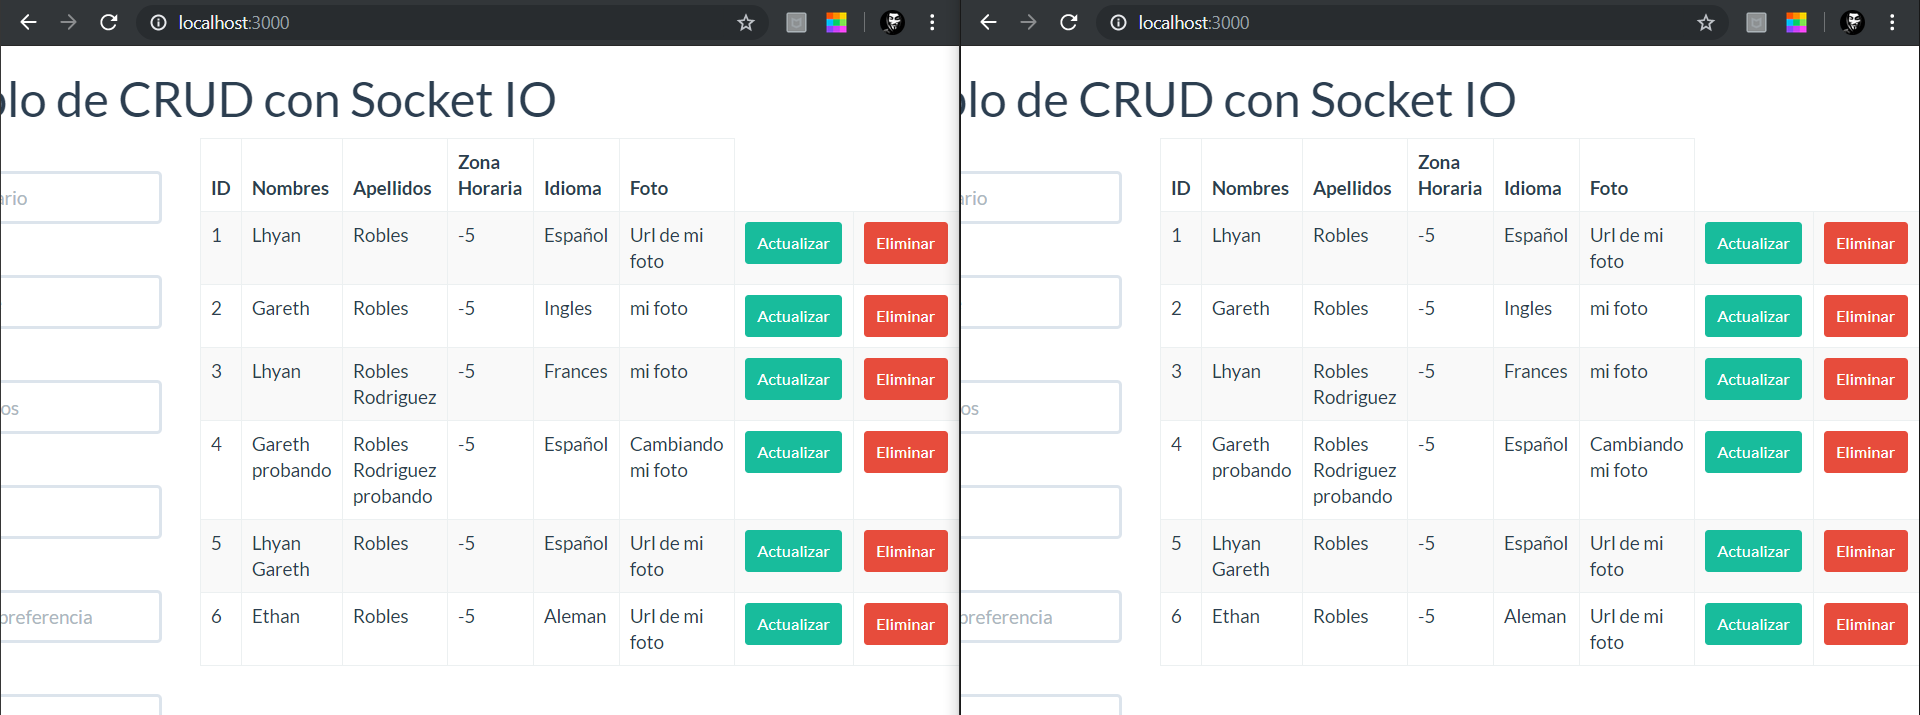 localhost:3000
plo de CRUD con Socket IO
ID Nombres Apellidos Zona Horaria Idioma Foto
ario
os
preferencia
1 Lhyan Robles -5 Español Url de mi foto Actualizar Eliminar
2 Gareth Robles -5 Ingles mi foto Actualizar Eliminar
3 Lhyan Robles Rodriguez -5 Frances mi foto Actualizar Eliminar
4 Gareth probando Robles Rodriguez probando -5 Español Cambiando mi foto Actualizar Eliminar
5 Lhyan Gareth Robles -5 Español Url de mi foto Actualizar Eliminar
6 Ethan Robles -5 Aleman Url de mi foto Actualizar Eliminar
localhost:3000
plo de CRUD con Socket IO
ID Nombres Apellidos Zona Horaria Idioma Foto
ario
os
preferencia
1 Lhyan Robles -5 Español Url de mi foto Actualizar Eliminar
2 Gareth Robles -5 Ingles mi foto Actualizar Eliminar
3 Lhyan Robles Rodriguez -5 Frances mi foto Actualizar Eliminar
4 Gareth probando Robles Rodriguez probando -5 Español Cambiando mi foto Actualizar Eliminar
5 Lhyan Gareth Robles -5 Español Url de mi foto Actualizar Eliminar
6 Ethan Robles -5 Aleman Url de mi foto Actualizar Eliminar